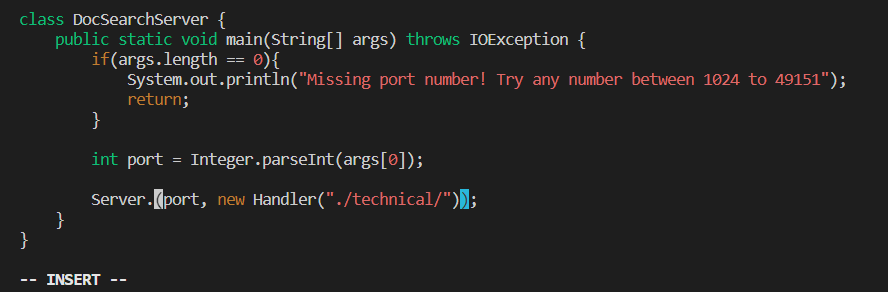 class DocSearchServer {
    public static void main(String[] args) throws IOException {
        if(args.length == 0){
            System.out.println("Missing port number! Try any number between 1024 to 49151");
            return;
        }

        int port = Integer.parseInt(args[0]);

        Server.(port, new Handler("./technical/"));
    }
}

-- INSERT --